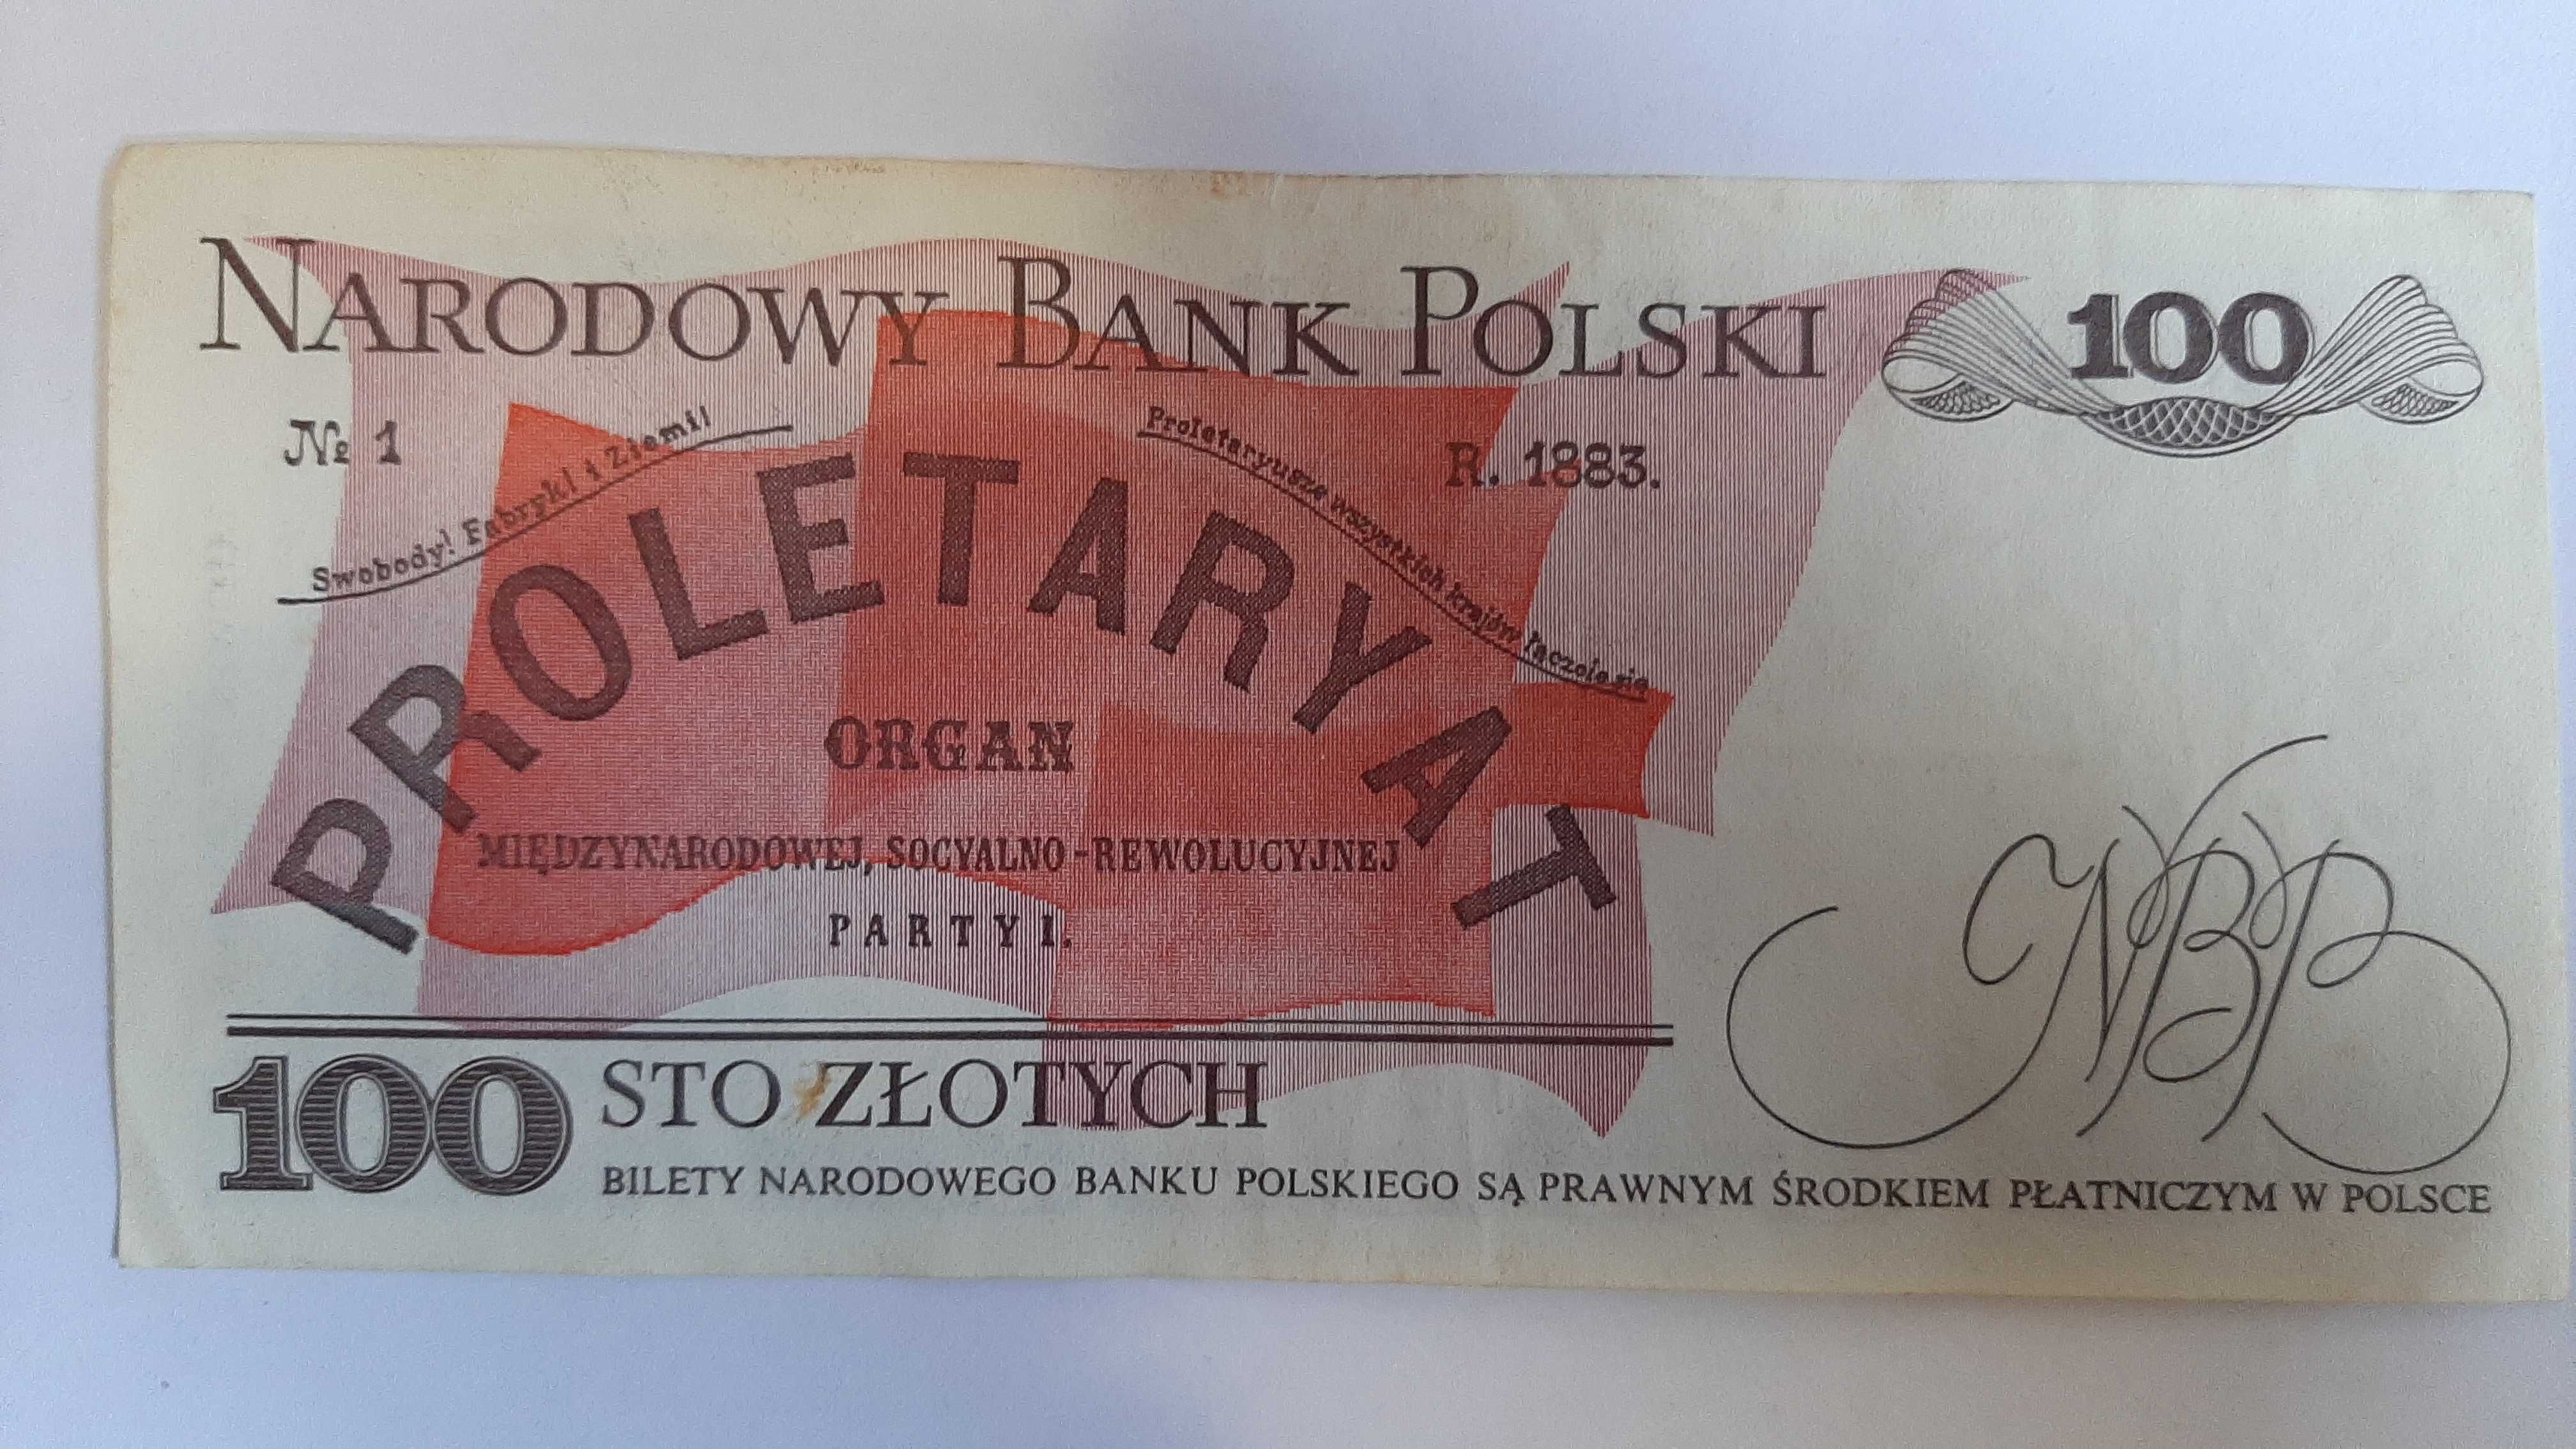 NARODOWY BANK POLSKI
100
№ 1
Swobody! Fabryk! i Ziemi!
Proletaryusze wszystkich krajów łączcie się
R. 1883.
PROLETARYAT
ORGAN
MIĘDZYNARODOWEJ, SOCYALNO-REWOLUCYJNEJ
PARTYI.
NBP
100 STO ZŁOTYCH
BILETY NARODOWEGO BANKU POLSKIEGO SĄ PRAWNYM ŚRODKIEM PŁATNICZYM W POLSCE